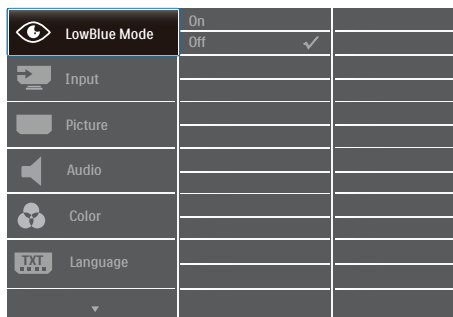 LowBlue Mode
On
Off
Input
Picture
Audio
Color
TXT
Language